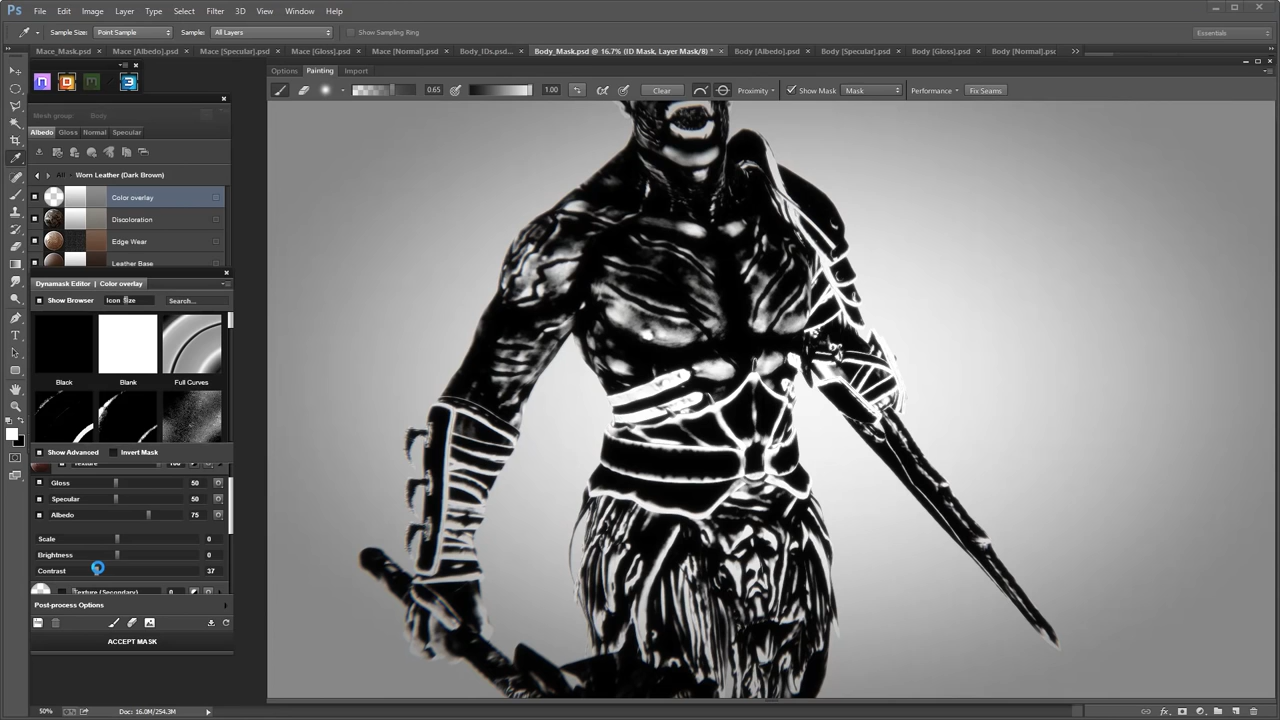 Ps File Edit Image Layer Type Select Filter 3D View Window Help
Sample Size: Point Sample Sample: All Layers Show Sampling Ring Essentials
Mace_Mask.psd × Mace [Albedo].psd × Mace [Specular].psd × Mace [Gloss].psd × Mace [Normal].psd × Body_IDs.psd... × Body_Mask.psd @ 16.7% (ID Mask, Layer Mask/8) * × Body [Albedo].psd × Body [Specular].psd × Body [Gloss].psd × Body [Normal].psd
Options Painting Import
0.65 1.00 Clear Proximity Show Mask Mask Performance Fix Seams
Mesh group: Body
Albedo Gloss Normal Specular
All > Worn Leather (Dark Brown)
Color overlay
Discoloration
Edge Wear
Leather Base
Dynamask Editor | Color overlay
Show Browser Icon Size Search...
Black Blank Full Curves
Show Advanced Invert Mask
Texture 100
Gloss 50
Specular 50
Albedo 75
Scale 0
Brightness 0
Contrast 37
Texture (Secondary) 0
Post-process Options
ACCEPT MASK
50% Doc: 16.0M/254.3M